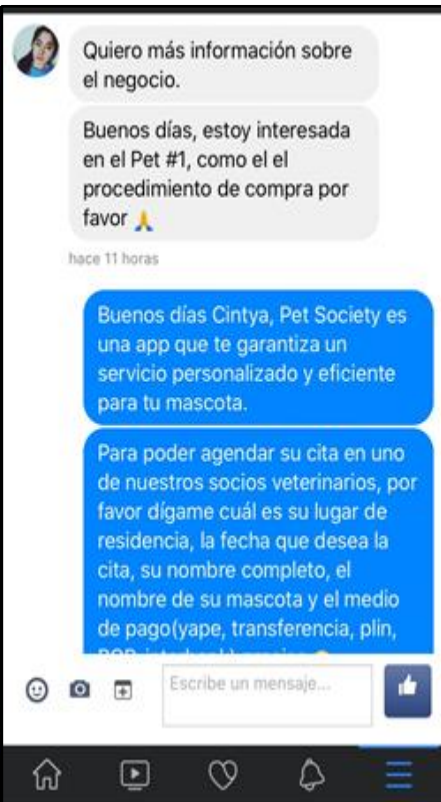 Quiero más información sobre
el negocio.
Buenos días, estoy interesada
en el Pet #1, como el el
procedimiento de compra por
favor 🙏
hace 11 horas
Buenos días Cintya, Pet Society es
una app que te garantiza un
servicio personalizado y eficiente
para tu mascota.
Para poder agendar su cita en uno
de nuestros socios veterinarios, por
favor dígame cuál es su lugar de
residencia, la fecha que desea la
cita, su nombre completo, el
nombre de su mascota y el medio
de pago(yape, transferencia, plin,
Escribe un mensaje...